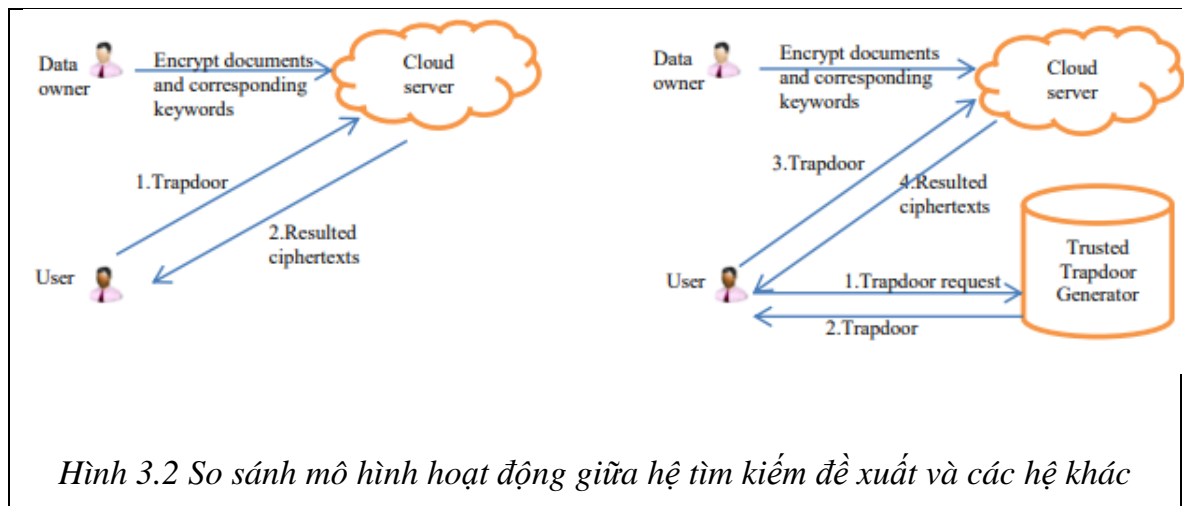 Data
owner
Encrypt documents
and corresponding
keywords
Cloud
server
1.Trapdoor
2.Resulted
ciphertexts
User
Data
owner
Encrypt documents
and corresponding
keywords
Cloud
server
3.Trapdoor
4.Resulted
ciphertexts
Trusted
Trapdoor
Generator
User
1.Trapdoor request
2.Trapdoor
Hình 3.2 So sánh mô hình hoạt động giữa hệ tìm kiếm đề xuất và các hệ khác